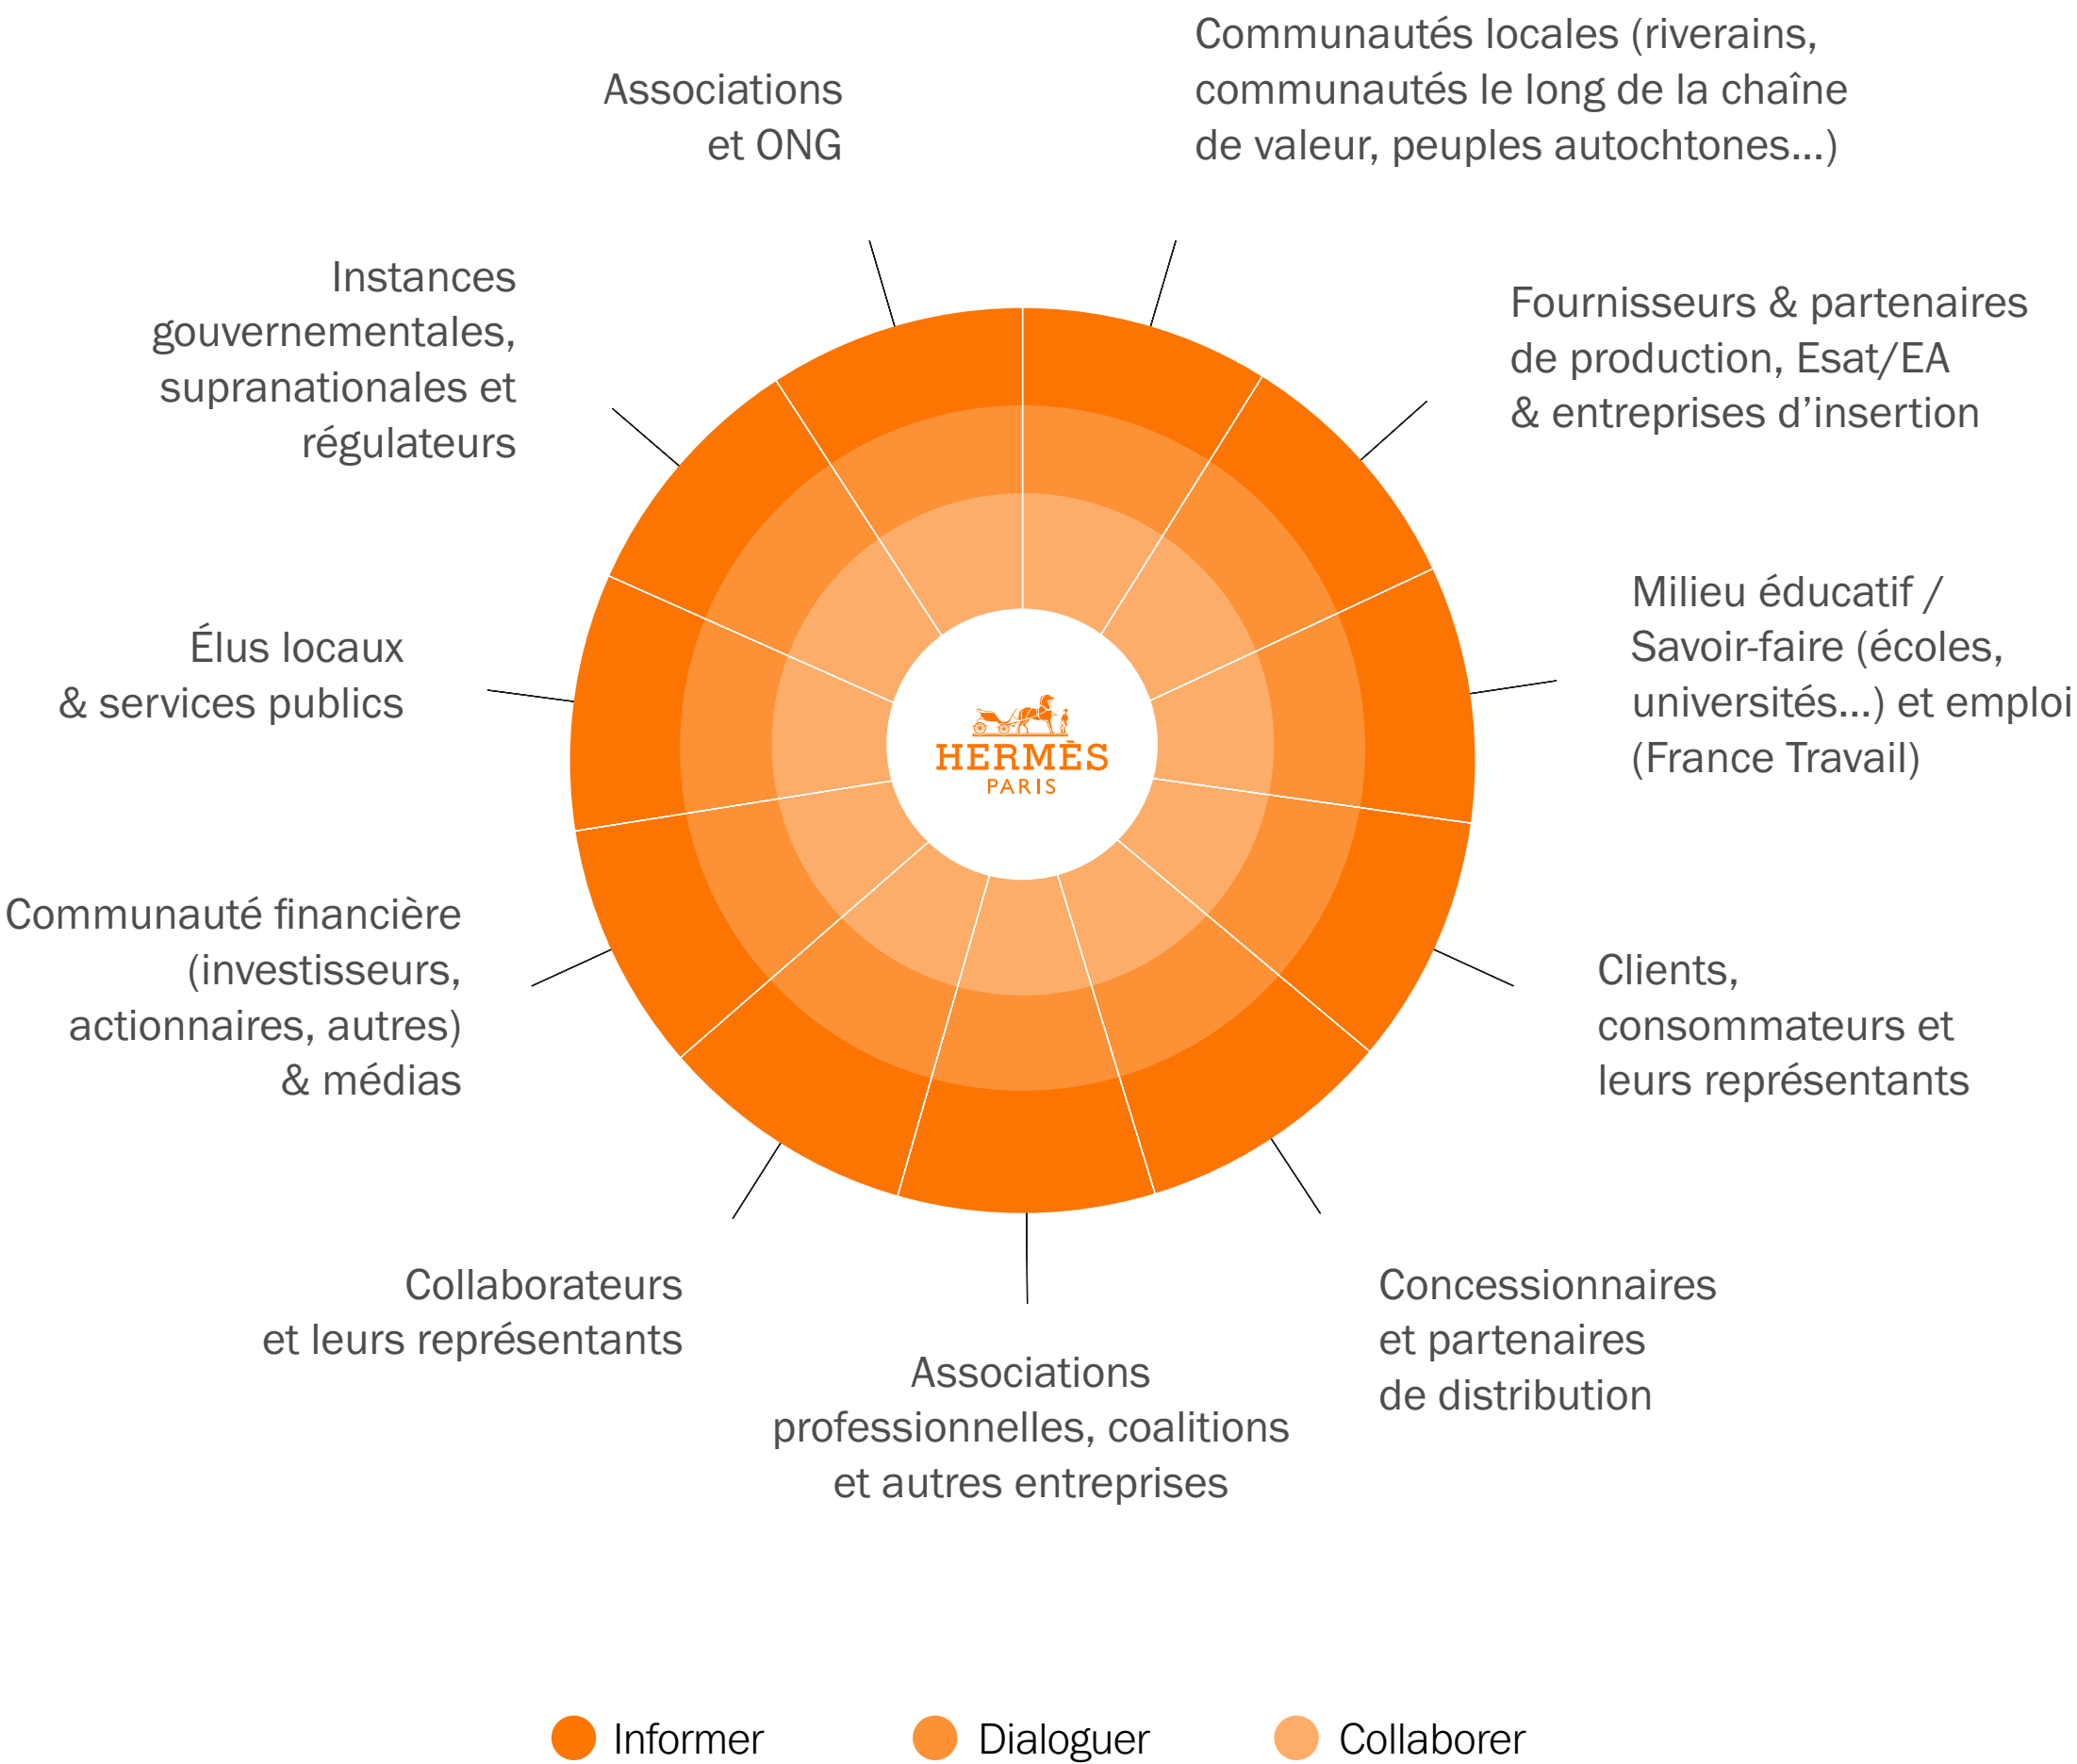 Communautés locales (riverains,
communautés le long de la chaîne
de valeur, peuples autochtones...)
Associations
et ONG
Instances
gouvernementales,
supranationales et
régulateurs
Fournisseurs & partenaires
de production, Esat/EA
& entreprises d’insertion
Milieu éducatif /
Savoir-faire (écoles,
universités...) et emploi
(France Travail)
Élus locaux
& services publics
HERMÈS
PARIS
Communauté financière
(investisseurs,
actionnaires, autres)
& médias
Clients,
consommateurs et
leurs représentants
Collaborateurs
et leurs représentants
Concessionnaires
et partenaires
de distribution
Associations
professionnelles, coalitions
et autres entreprises
Informer
Dialoguer
Collaborer